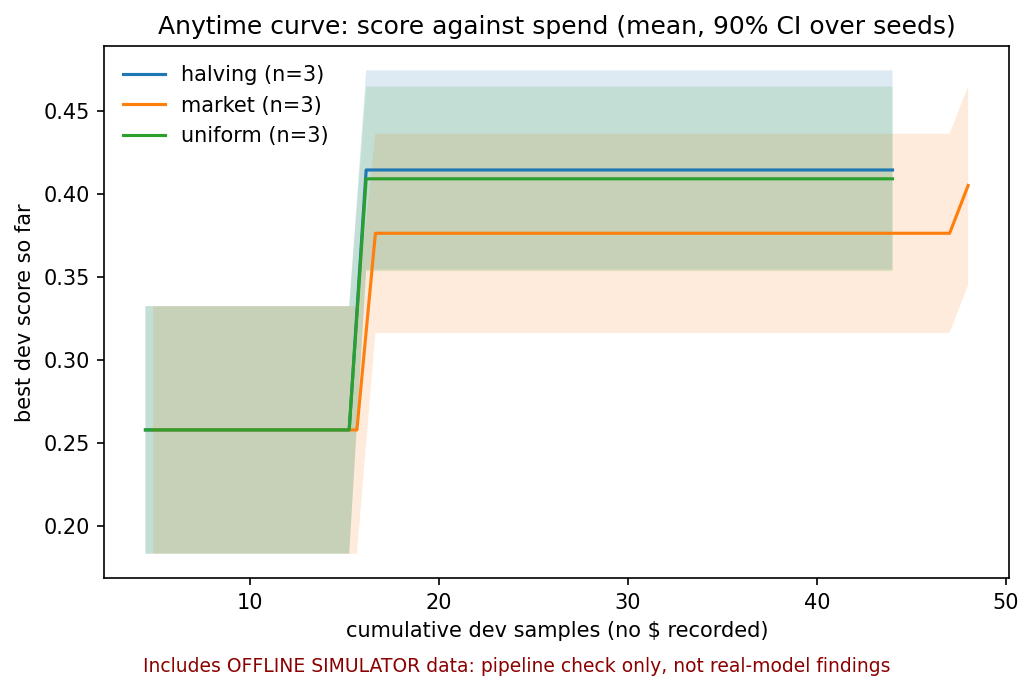 Anytime curve: score against spend (mean, 90% CI over seeds)
halving (n=3)
market (n=3)
uniform (n=3)
best dev score so far
0.45
0.40
0.35
0.30
0.25
0.20
10 20 30 40 50
cumulative dev samples (no $ recorded)
Includes OFFLINE SIMULATOR data: pipeline check only, not real-model findings